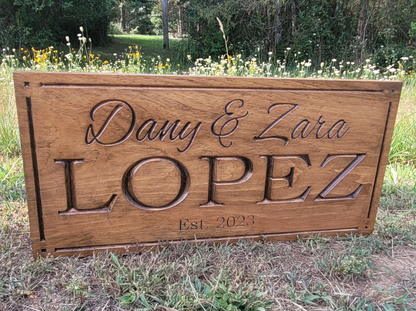 Dany & Zara
LOPEZ
Est. 2023